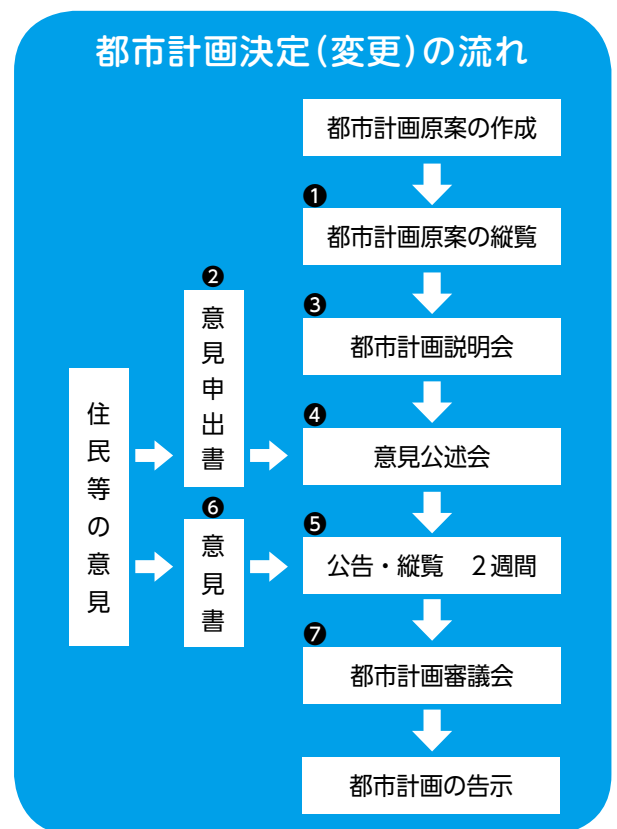 都市計画決定(変更)の流れ
都市計画原案の作成
❶
都市計画原案の縦覧
❷
意見申出書
❸
都市計画説明会
住民等の意見
❹
意見公述会
❻
意見書
❺
公告・縦覧　２週間
❼
都市計画審議会
都市計画の告示